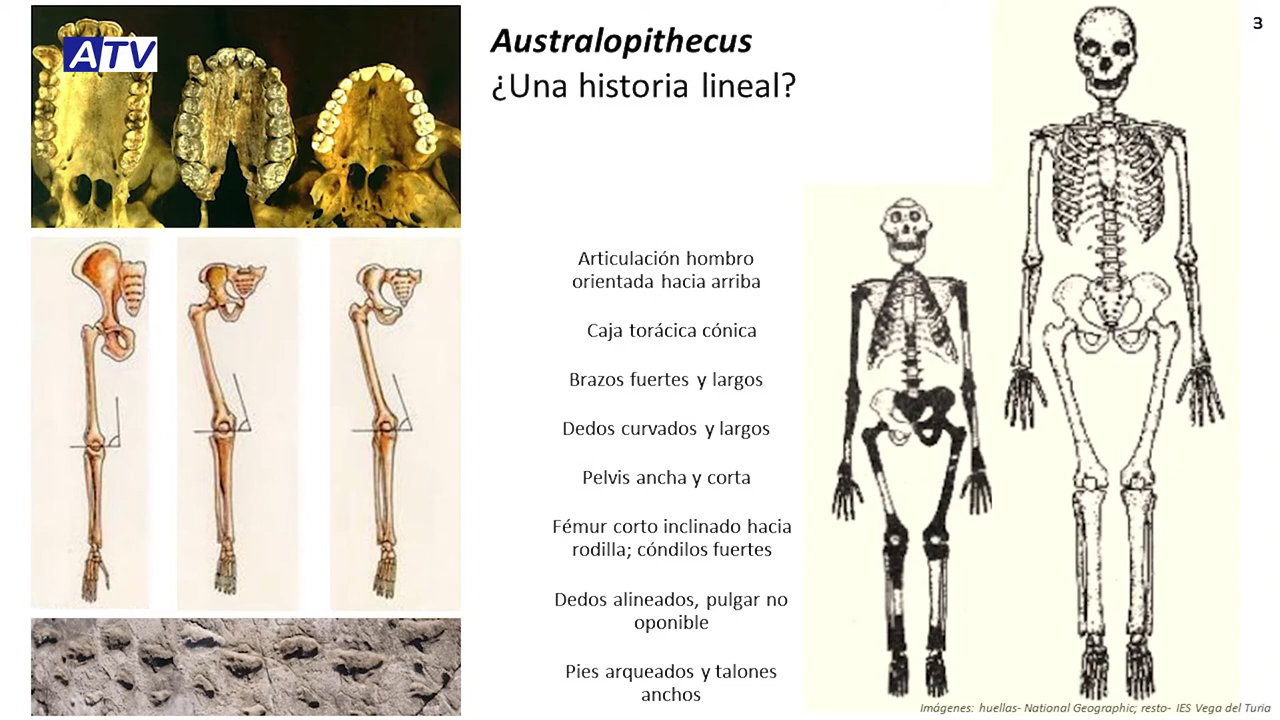 ATV
Australopithecus
¿Una historia lineal?
3
Articulación hombro
orientada hacia arriba
Caja torácica cónica
Brazos fuertes y largos
Dedos curvados y largos
Pelvis ancha y corta
Fémur corto inclinado hacia
rodilla; cóndilos fuertes
Dedos alineados, pulgar no
oponible
Pies arqueados y talones
anchos
Imágenes: huellas- National Geographic; resto- IES Vega del Turia